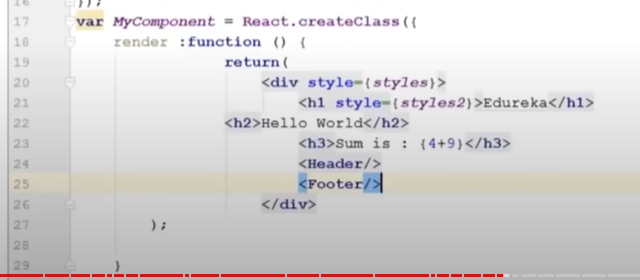 16 });
17 var MyComponent = React.createClass({
18 render :function () {
19 return(
20 <div style={styles}>
21 <h1 style={styles2}>Edureka</h1>
22 <h2>Hello World</h2>
23 <h3>Sum is : {4+9}</h3>
24 <Header/>
25 <Footer/>
26 </div>
27 );
28
29 }